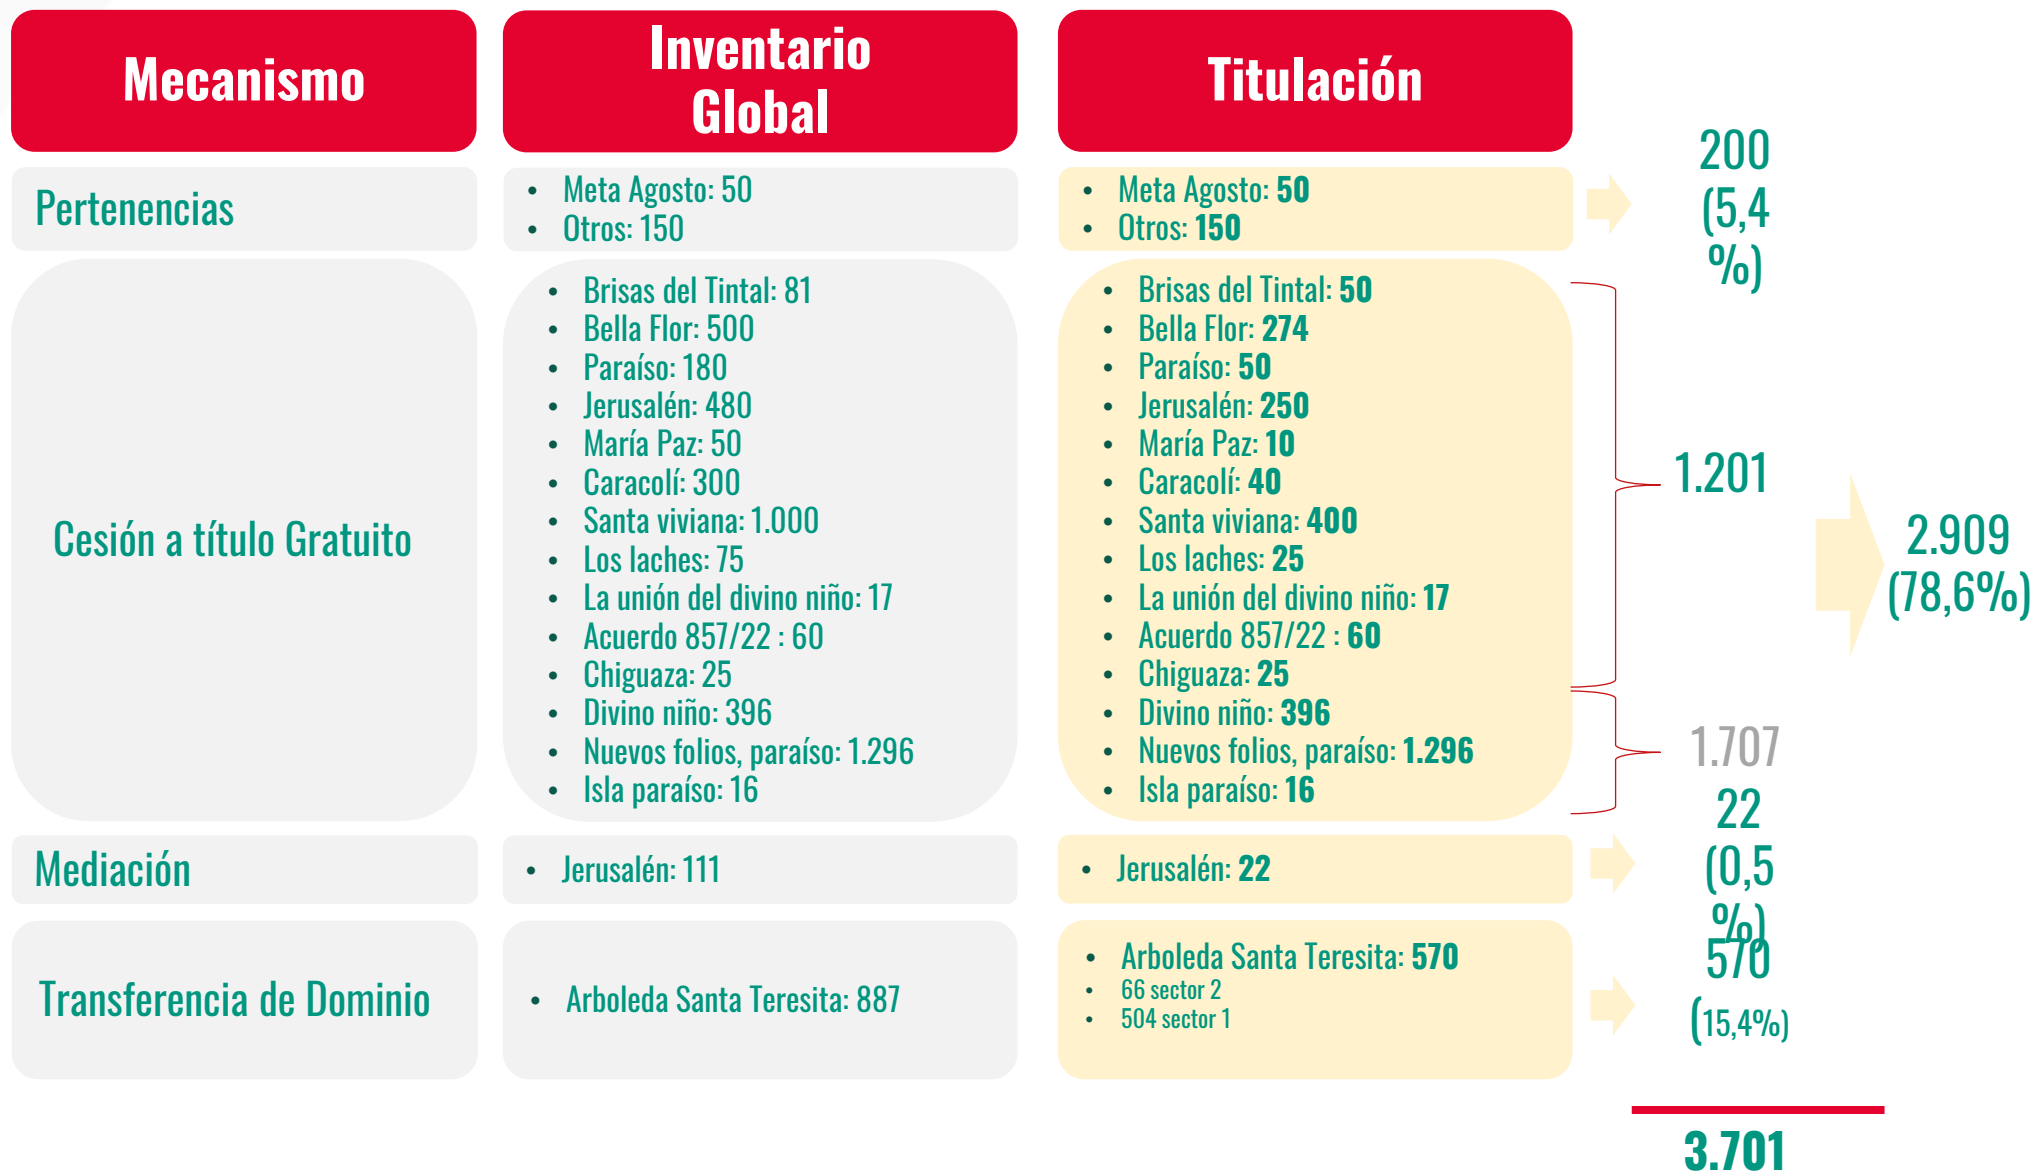 Mecanismo
Inventario
Global
Titulación
Pertenencias
• Meta Agosto: 50
• Otros: 150
• Meta Agosto: 50
• Otros: 150
200
(5,4
%)
Cesión a título Gratuito
• Brisas del Tintal: 81
• Bella Flor: 500
• Paraíso: 180
• Jerusalén: 480
• María Paz: 50
• Caracolí: 300
• Santa viviana: 1.000
• Los laches: 75
• La unión del divino niño: 17
• Acuerdo 857/22 : 60
• Chiguaza: 25
• Divino niño: 396
• Nuevos folios, paraíso: 1.296
• Isla paraíso: 16
• Brisas del Tintal: 50
• Bella Flor: 274
• Paraíso: 50
• Jerusalén: 250
• María Paz: 10
• Caracolí: 40
• Santa viviana: 400
• Los laches: 25
• La unión del divino niño: 17
• Acuerdo 857/22 : 60
• Chiguaza: 25
• Divino niño: 396
• Nuevos folios, paraíso: 1.296
• Isla paraíso: 16
1.201
1.707
2.909
(78,6%)
Mediación
• Jerusalén: 111
• Jerusalén: 22
22
(0,5
%)
Transferencia de Dominio
• Arboleda Santa Teresita: 887
• Arboleda Santa Teresita: 570
• 66 sector 2
• 504 sector 1
570
(15,4%)
3.701